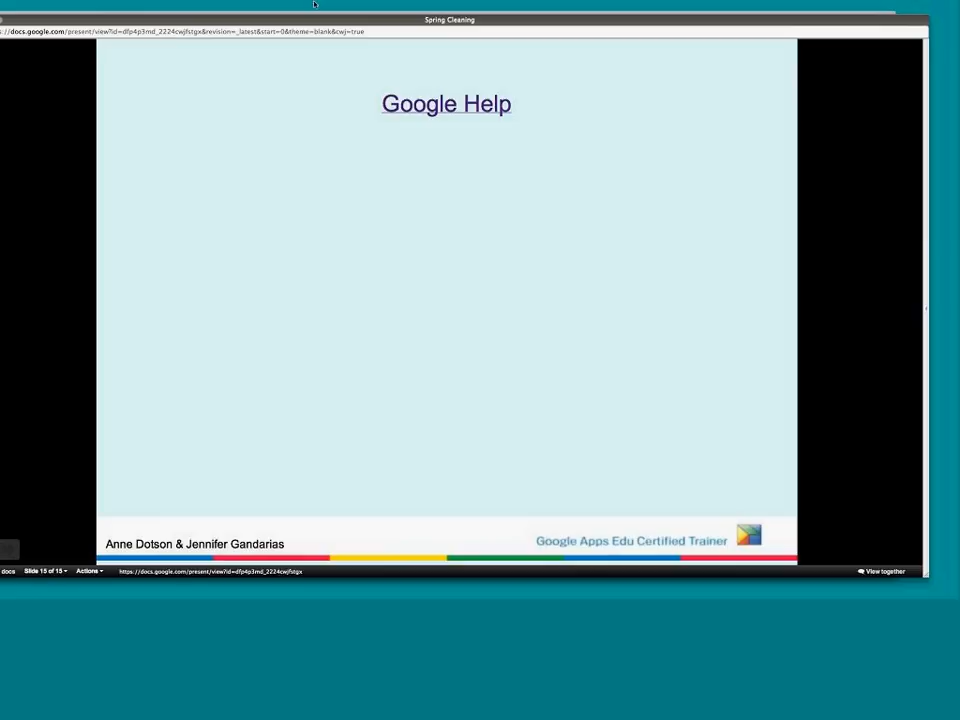 Spring Cleaning
://docs.google.com/present/view?id=dfp4p3md_2224cwjfstgx&revision=_latest&start=0&theme=blank&cwj=true
Google Help
Anne Dotson & Jennifer Gandarias
Google Apps Edu Certified Trainer
docs Slide 15 of 15 Actions https://docs.google.com/present/view?id=dfp4p3md_2224cwjfstgx View together